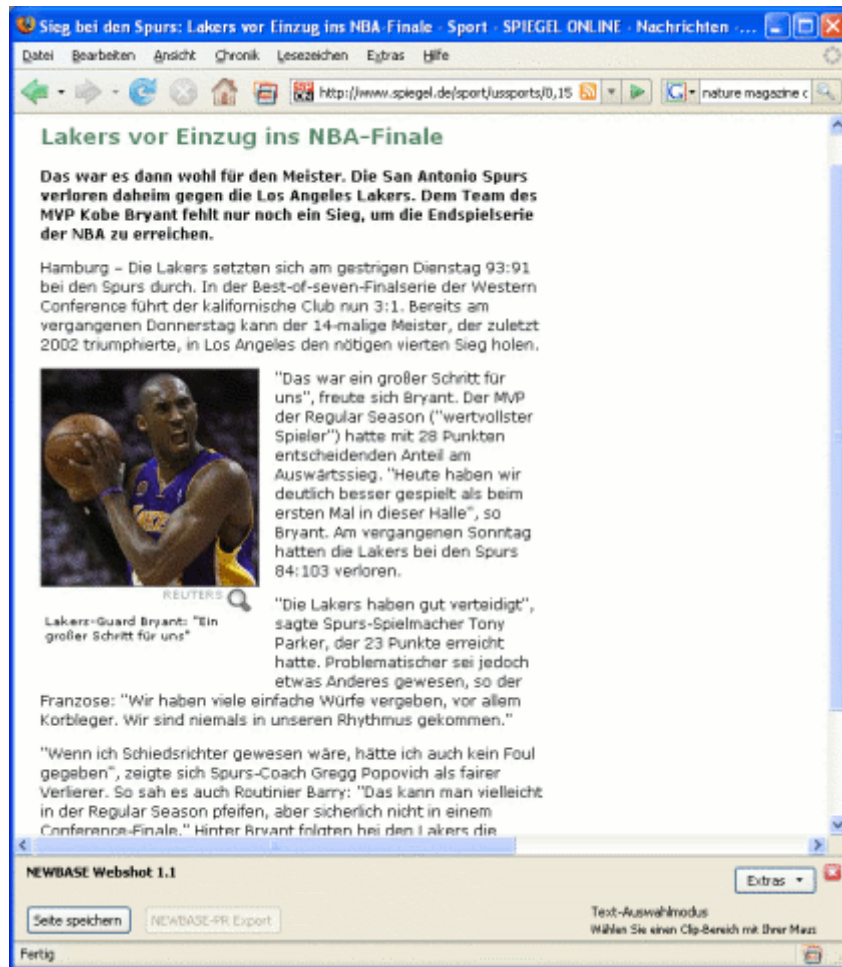 Sieg bei den Spurs: Lakers vor Einzug ins NBA-Finale - Sport - SPIEGEL ONLINE - Nachrichten - ...
Datei Bearbeiten Ansicht Chronik Lesezeichen Extras Hilfe
http://www.spiegel.de/sport/ussports/0,15 nature magazine c
Lakers vor Einzug ins NBA-Finale
Das war es dann wohl für den Meister. Die San Antonio Spurs
verloren daheim gegen die Los Angeles Lakers. Dem Team des
MVP Kobe Bryant fehlt nur noch ein Sieg, um die Endspielserie
der NBA zu erreichen.
Hamburg – Die Lakers setzten sich am gestrigen Dienstag 93:91
bei den Spurs durch. In der Best-of-seven-Finalserie der Western
Conference führt der kalifornische Club nun 3:1. Bereits am
vergangenen Donnerstag kann der 14-malige Meister, der zuletzt
2002 triumphierte, in Los Angeles den nötigen vierten Sieg holen.
LAKERS
REUTERS
Lakers-Guard Bryant: "Ein
großer Schritt für uns"
"Das war ein großer Schritt für
uns", freute sich Bryant. Der MVP
der Regular Season ("wertvollster
Spieler") hatte mit 28 Punkten
entscheidenden Anteil am
Auswärtssieg. "Heute haben wir
deutlich besser gespielt als beim
ersten Mal in dieser Halle", so
Bryant. Am vergangenen Sonntag
hatten die Lakers bei den Spurs
84:103 verloren.
"Die Lakers haben gut verteidigt",
sagte Spurs-Spielmacher Tony
Parker, der 23 Punkte erreicht
hatte. Problematischer sei jedoch
etwas Anderes gewesen, so der
Franzose: "Wir haben viele einfache Würfe vergeben, vor allem
Korbleger. Wir sind niemals in unseren Rhythmus gekommen."
"Wenn ich Schiedsrichter gewesen wäre, hätte ich auch kein Foul
gegeben", zeigte sich Spurs-Coach Gregg Popovich als fairer
Verlierer. So sah es auch Routinier Barry: "Das kann man vielleicht
in der Regular Season pfeifen, aber sicherlich nicht in einem
Conference-Finale." Hinter Bryant folgten bei den Lakers die
NEWBASE Webshot 1.1
Extras
Seite speichern NEWBASE-PR Export
Text-Auswahlmodus
Wählen Sie einen Clip-Bereich mit Ihrer Maus
Fertig